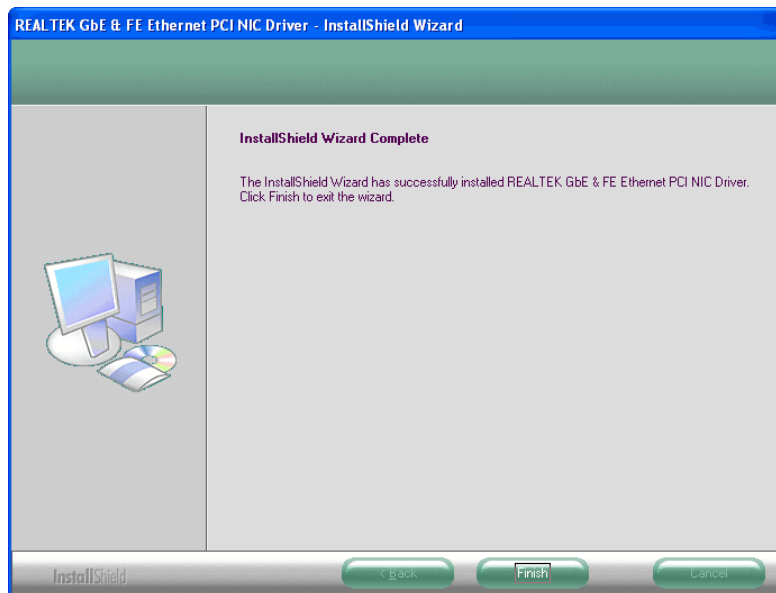 REALTEK GbE & FE Ethernet PCI NIC Driver - InstallShield Wizard
InstallShield Wizard Complete
The InstallShield Wizard has successfully installed REALTEK GbE & FE Ethernet PCI NIC Driver.
Click Finish to exit the wizard.
InstallShield
< Back
Finish
Cancel